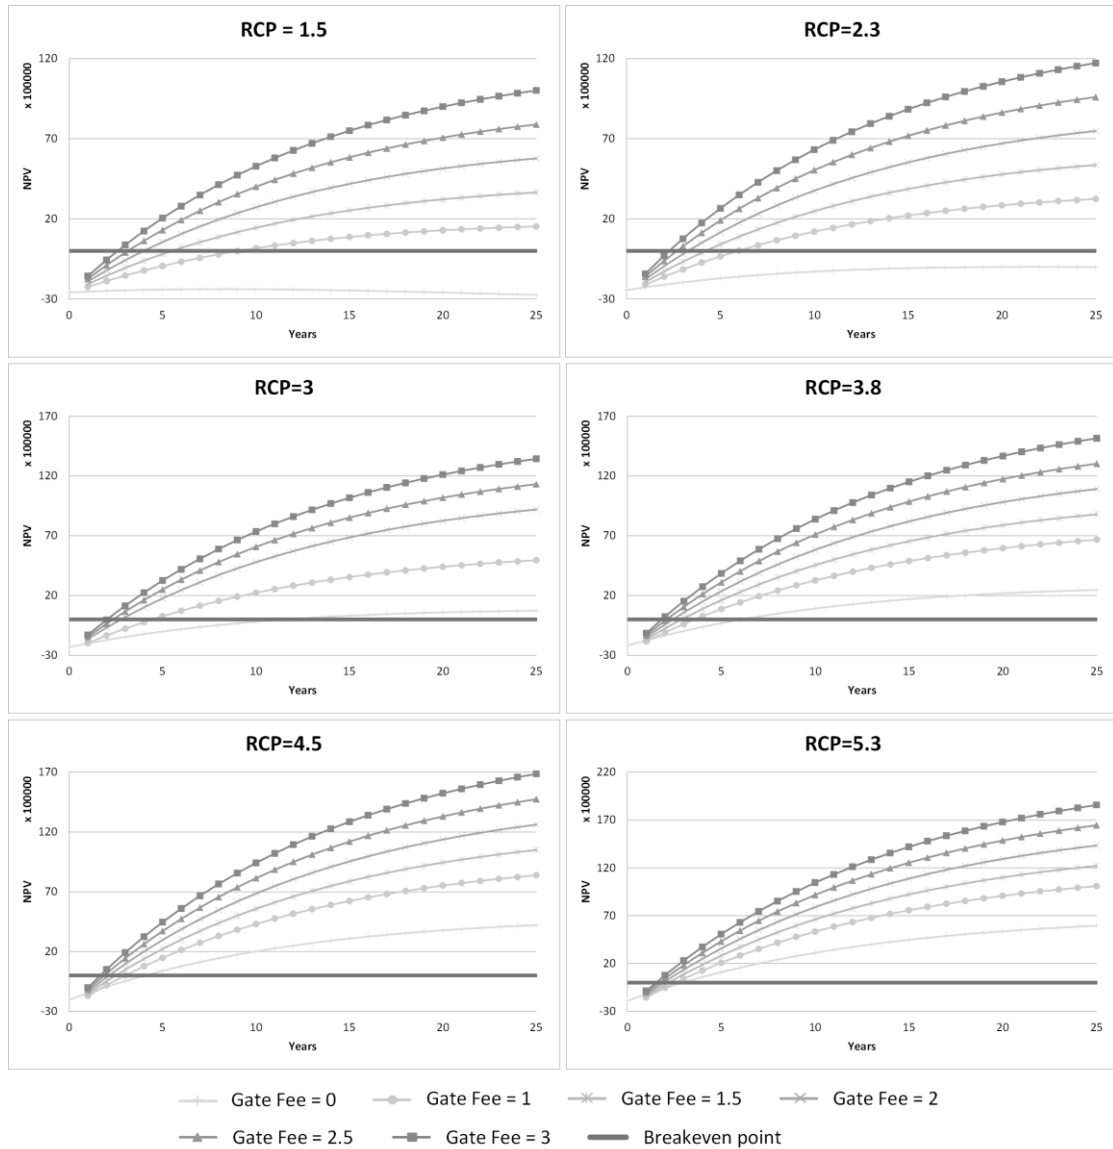 RCP = 1.5
x 100000
NPV
120
70
20
-30
0 5 10 15 20 25
Years
RCP=2.3
x 100000
NPV
120
70
20
-30
0 5 10 15 20 25
Years
RCP=3
x 100000
NPV
170
120
70
20
-30
0 5 10 15 20 25
Years
RCP=3.8
x 100000
NPV
170
120
70
20
-30
0 5 10 15 20 25
Years
RCP=4.5
x 100000
NPV
170
120
70
20
-30
0 5 10 15 20 25
Years
RCP=5.3
x 100000
NPV
220
170
120
70
20
-30
0 5 10 15 20 25
Years
Gate Fee = 0 Gate Fee = 1 Gate Fee = 1.5 Gate Fee = 2
Gate Fee = 2.5 Gate Fee = 3 Breakeven point